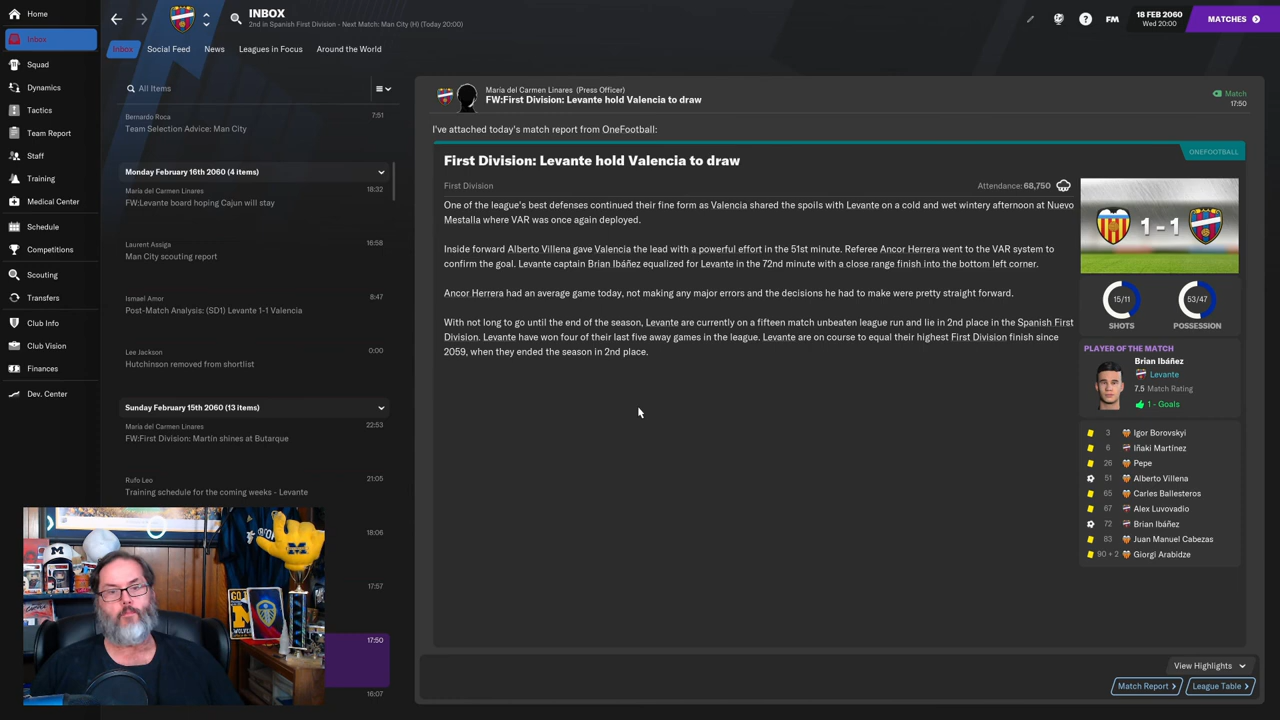 Home
INBOX
2nd in Spanish First Division - Next Match: Man City (H) (Today 20:00)
FM
18 FEB 2060
Wed 20:00
MATCHES
Inbox
Inbox
Social Feed
News
Leagues in Focus
Around the World
Squad
Dynamics
Tactics
Team Report
Staff
Training
Medical Center
Schedule
Competitions
Scouting
Transfers
Club Info
Club Vision
Finances
Dev. Center
All Items
Bernardo Roca
7:51
Team Selection Advice: Man City
Monday February 16th 2060 (4 items)
María del Carmen Linares
18:32
FW:Levante board hoping Cajun will stay
Laurent Assiga
16:58
Man City scouting report
Ismael Amor
8:47
Post-Match Analysis: (SD1) Levante 1-1 Valencia
Lee Jackson
0:00
Hutchinson removed from shortlist
Sunday February 15th 2060 (13 items)
María del Carmen Linares
22:53
FW:First Division: Martín shines at Butarque
Rufo Leo
21:05
Training schedule for the coming weeks - Levante
18:06
17:57
17:50
16:07
María del Carmen Linares (Press Officer)
FW:First Division: Levante hold Valencia to draw
Match
17:50
I've attached today's match report from OneFootball:
ONEFOOTBALL
First Division: Levante hold Valencia to draw
First Division
Attendance: 68,750
One of the league's best defenses continued their fine form as Valencia shared the spoils with Levante on a cold and wet wintery afternoon at Nuevo
Mestalla where VAR was once again deployed.
Inside forward Alberto Villena gave Valencia the lead with a powerful effort in the 51st minute. Referee Ancor Herrera went to the VAR system to
confirm the goal. Levante captain Brian Ibáñez equalized for Levante in the 72nd minute with a close range finish into the bottom left corner.
Ancor Herrera had an average game today, not making any major errors and the decisions he had to make were pretty straight forward.
With not long to go until the end of the season, Levante are currently on a fifteen match unbeaten league run and lie in 2nd place in the Spanish First
Division. Levante have won four of their last five away games in the league. Levante are on course to equal their highest First Division finish since
2059, when they ended the season in 2nd place.
1 - 1
15/11
53/47
SHOTS
POSSESSION
PLAYER OF THE MATCH
Brian Ibáñez
Levante
7.5 Match Rating
1 - Goals
3 Igor Borovskyi
6 Iñaki Martínez
26 Pepe
51 Alberto Villena
65 Carles Ballesteros
67 Alex Luvovadio
72 Brian Ibáñez
83 Juan Manuel Cabezas
90 + 2 Giorgi Arabidze
View Highlights
Match Report
League Table
M
GO
M
WOLVER